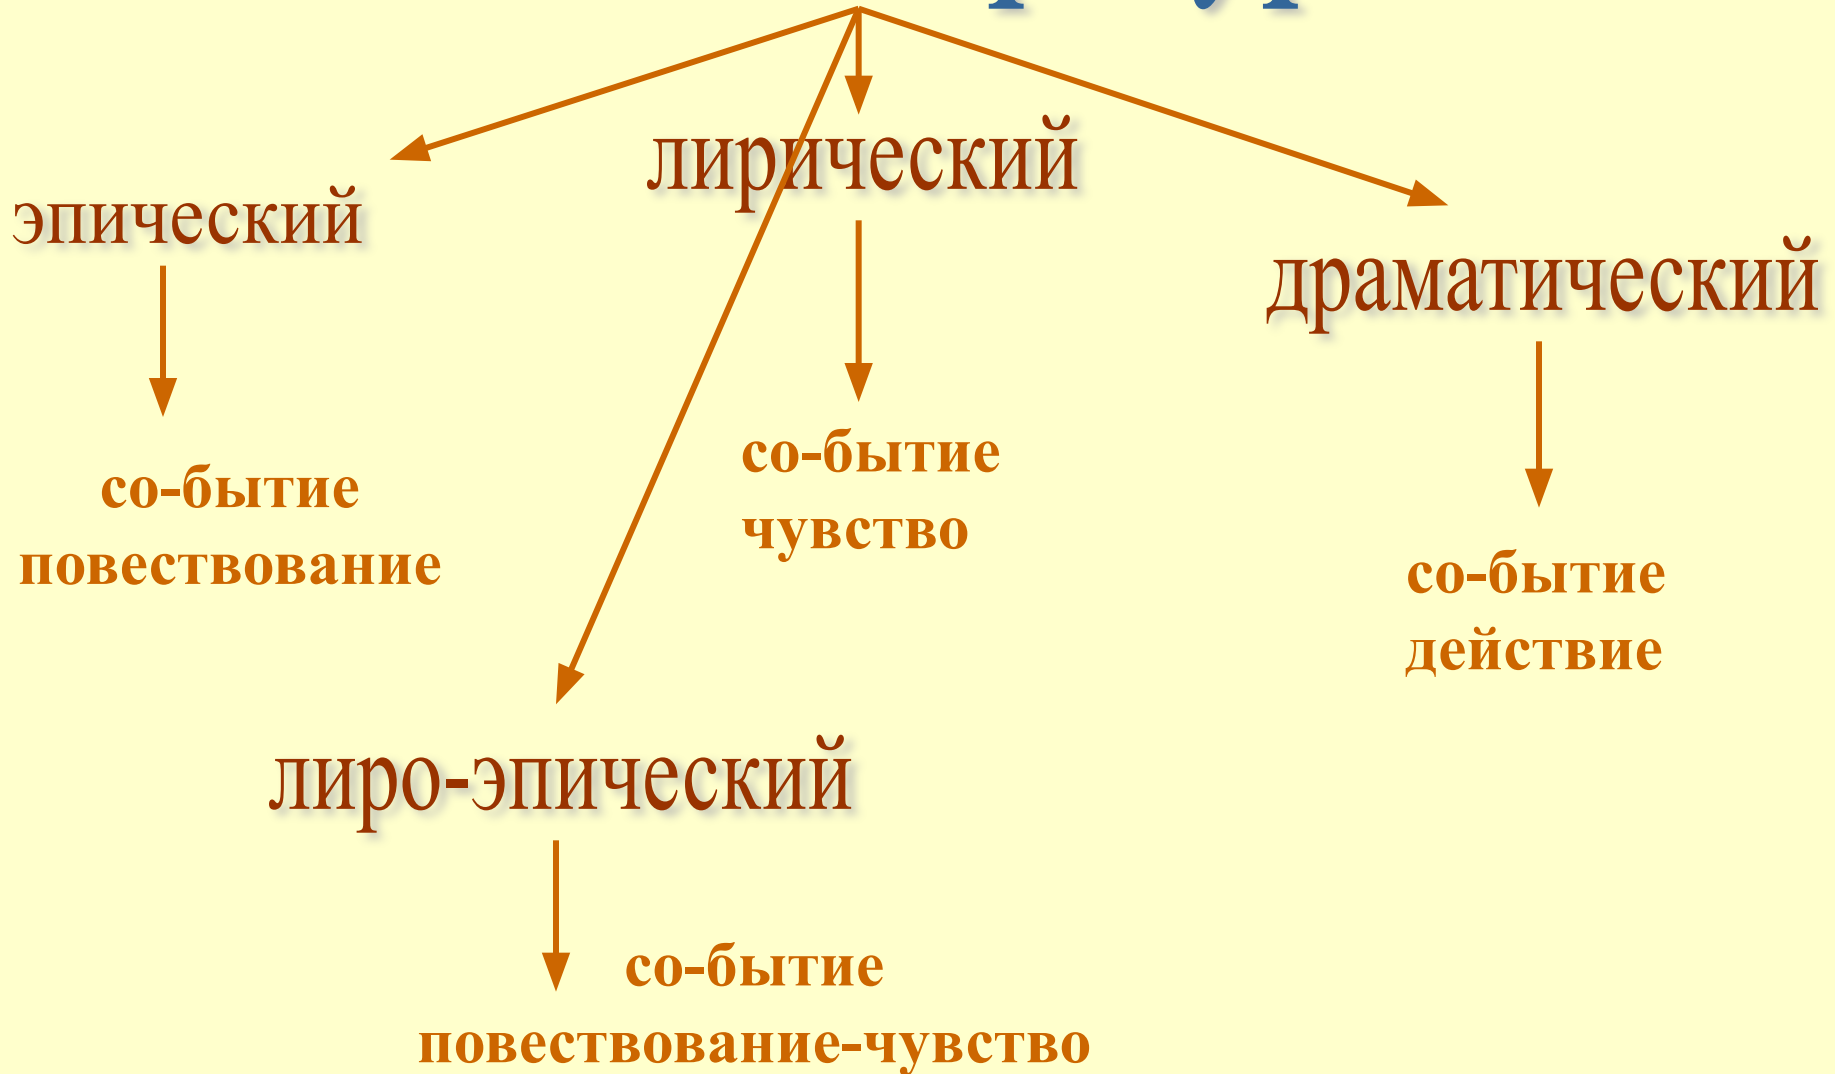 лирический
эпический
драматический
со-бытие
чувство
со-бытие
повествование
со-бытие
действие
лиро-эпический
со-бытие
повествование-чувство